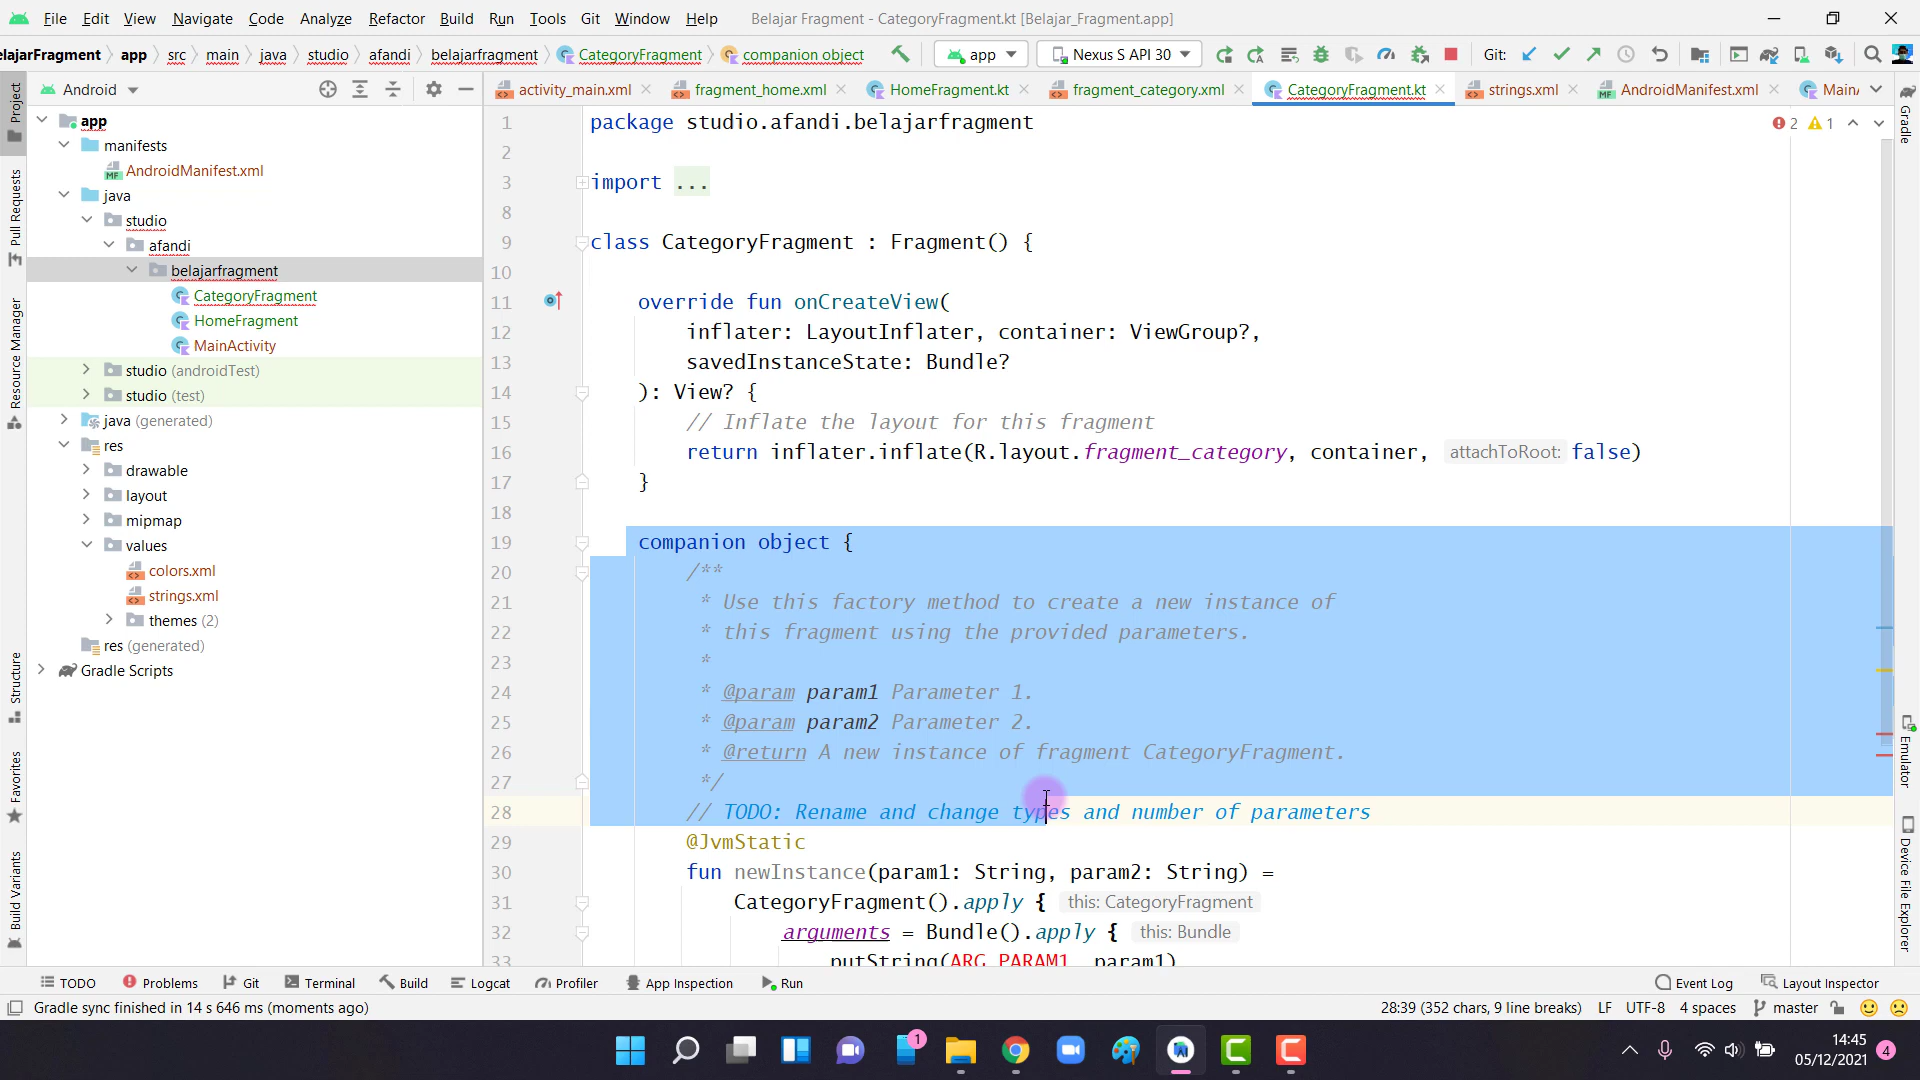 File Edit View Navigate Code Analyze Refactor Build Run Tools Git Window Help Belajar Fragment - CategoryFragment.kt [Belajar_Fragment.app]
elajarFragment app src main java studio afandi belajarfragment CategoryFragment companion object app Nexus S API 30 Git:
Android
activity_main.xml fragment_home.xml HomeFragment.kt fragment_category.xml CategoryFragment.kt strings.xml AndroidManifest.xml MainA
Project
Pull Requests
Resource Manager
Structure
Favorites
Build Variants
app
manifests
AndroidManifest.xml
java
studio
afandi
belajarfragment
CategoryFragment
HomeFragment
MainActivity
studio (androidTest)
studio (test)
java (generated)
res
drawable
layout
mipmap
values
colors.xml
strings.xml
themes (2)
res (generated)
Gradle Scripts
2 1
1 package studio.afandi.belajarfragment
2
3 import ...
8
9 class CategoryFragment : Fragment() {
10
11 override fun onCreateView(
12 inflater: LayoutInflater, container: ViewGroup?,
13 savedInstanceState: Bundle?
14 ): View? {
15 // Inflate the layout for this fragment
16 return inflater.inflate(R.layout.fragment_category, container, attachToRoot: false)
17 }
18
19 companion object {
20 /**
21 * Use this factory method to create a new instance of
22 * this fragment using the provided parameters.
23 *
24 * @param param1 Parameter 1.
25 * @param param2 Parameter 2.
26 * @return A new instance of fragment CategoryFragment.
27 */
28 // TODO: Rename and change types and number of parameters
29 @JvmStatic
30 fun newInstance(param1: String, param2: String) =
31 CategoryFragment().apply { this: CategoryFragment
32 arguments = Bundle().apply { this: Bundle
33 putString(ARG_PARAM1, param1)
Gradle
Emulator
Device File Explorer
TODO Problems Git Terminal Build Logcat Profiler App Inspection Run Event Log Layout Inspector
Gradle sync finished in 14 s 646 ms (moments ago) 28:39 (352 chars, 9 line breaks) LF UTF-8 4 spaces master
1
14:45
05/12/2021 4